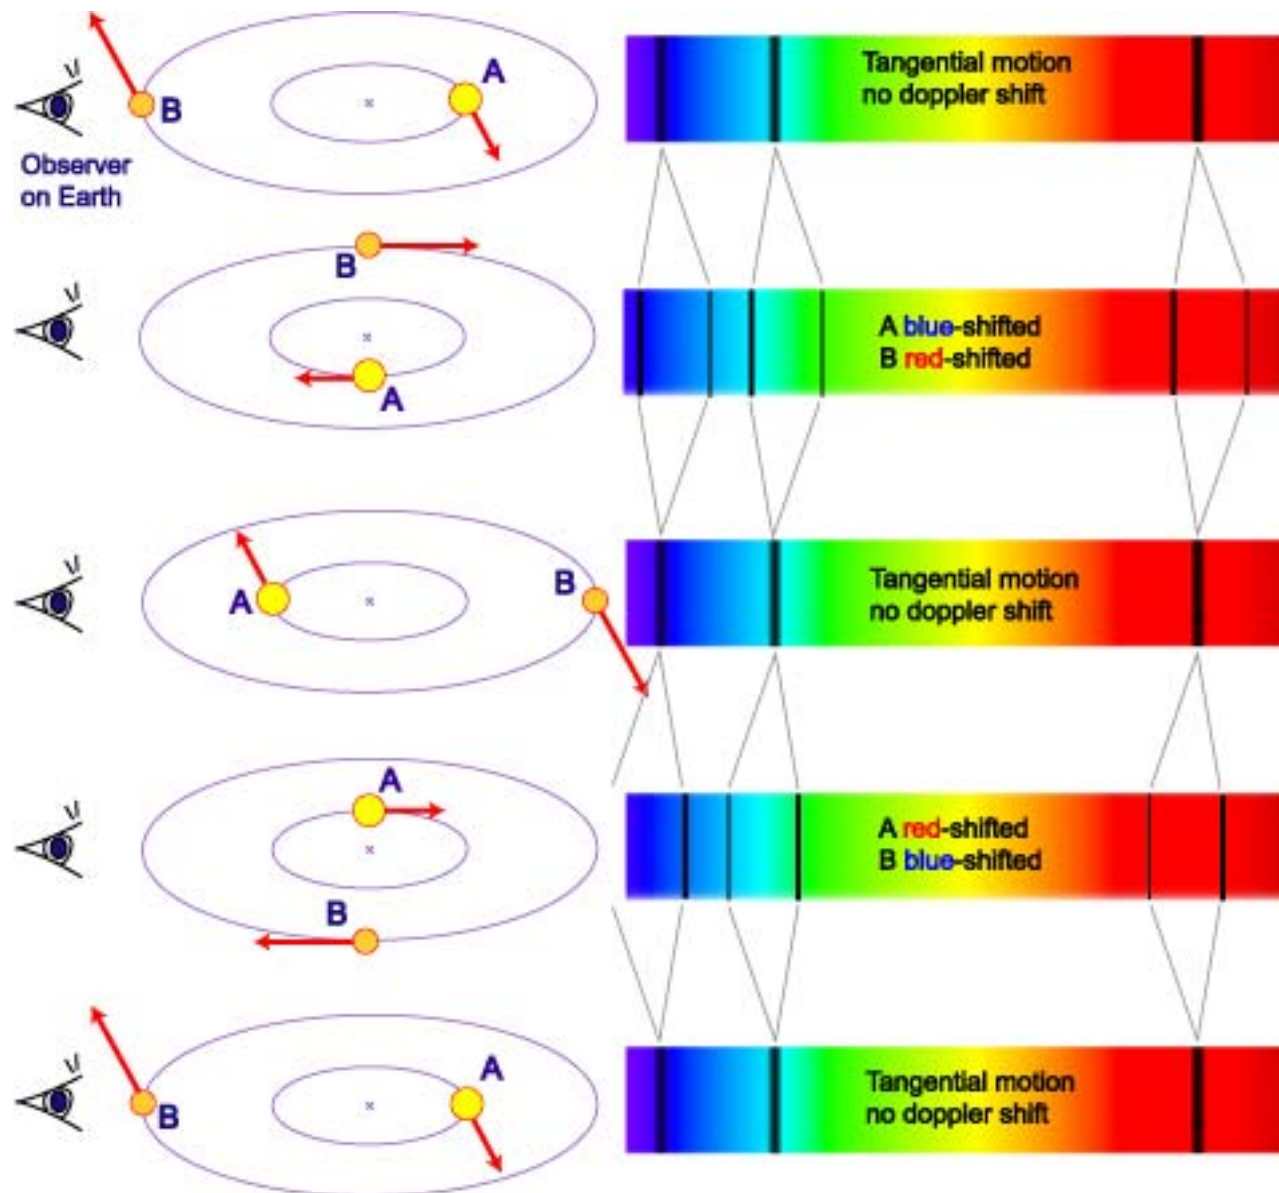 A
B
Observer
on Earth
Tangential motion
no doppler shift
B
A
A blue-shifted
B red-shifted
A
B
Tangential motion
no doppler shift
A
B
A red-shifted
B blue-shifted
A
B
Tangential motion
no doppler shift